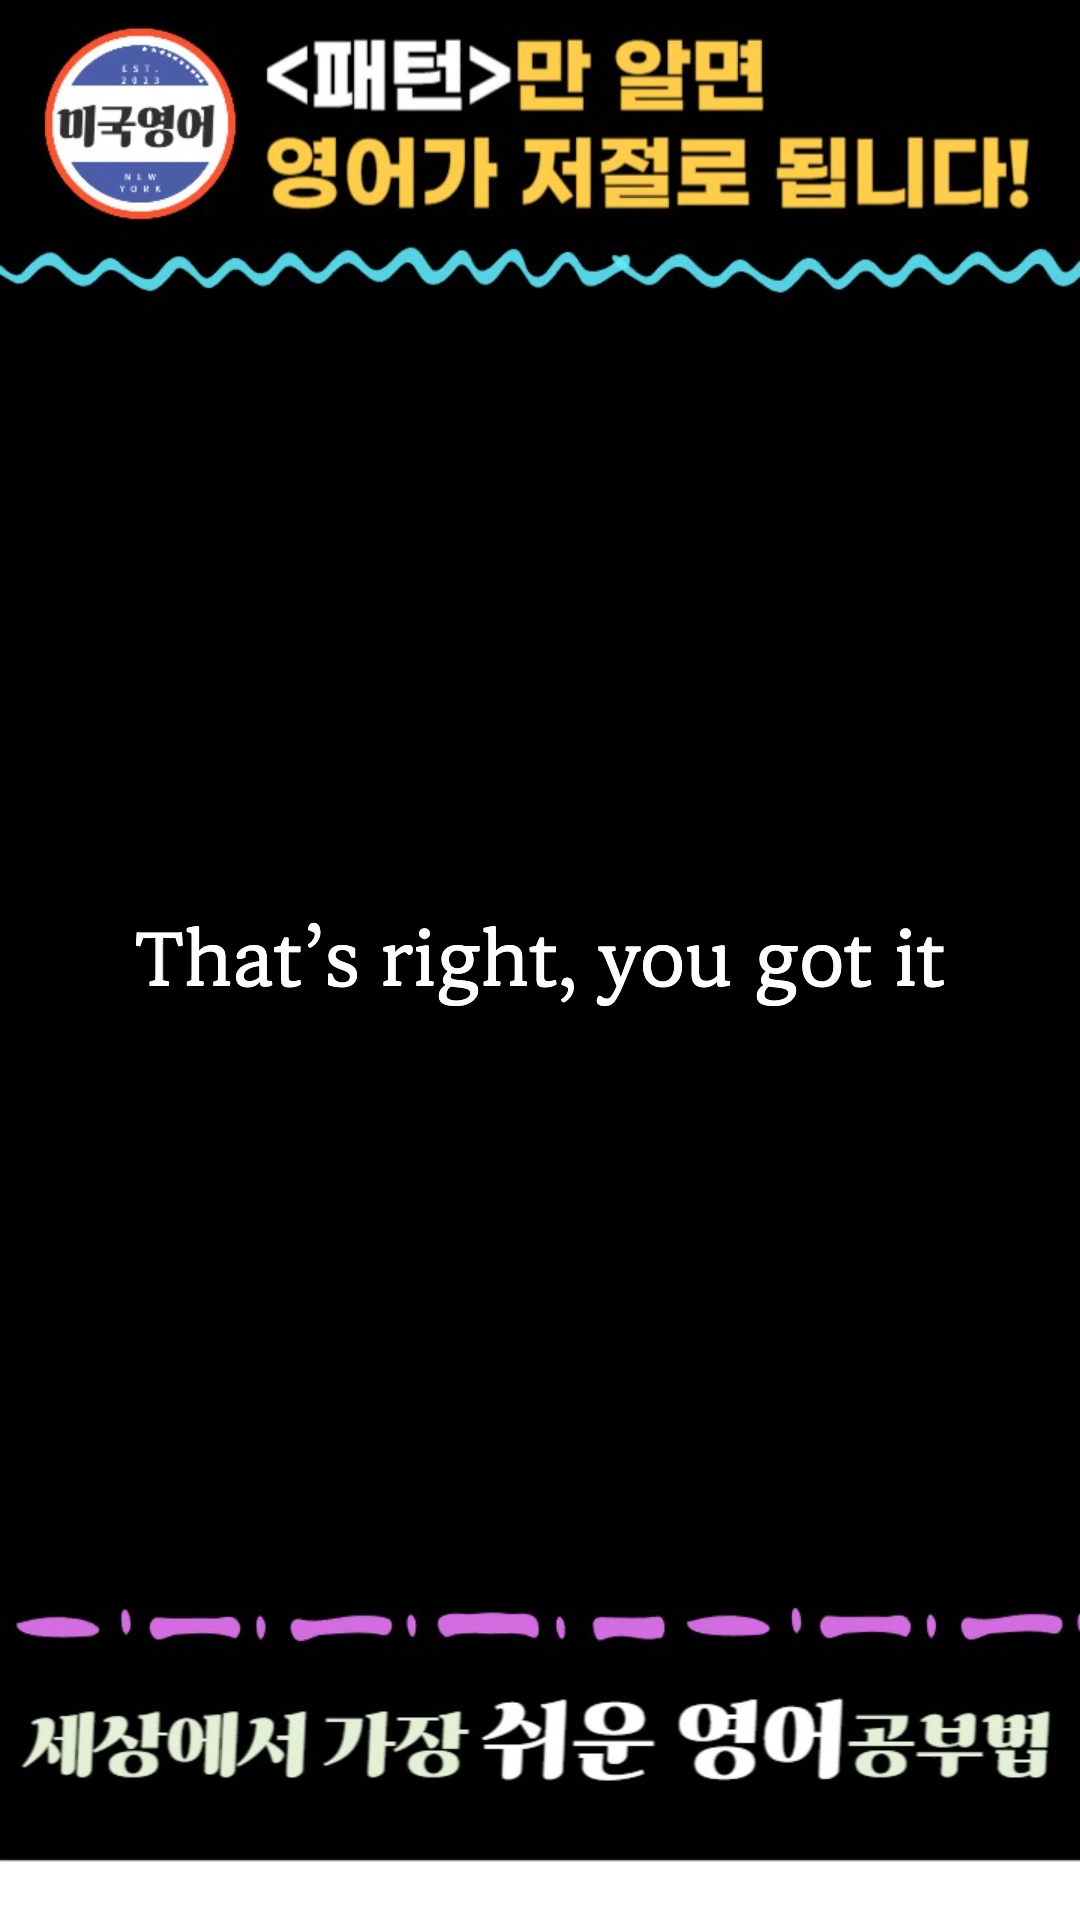 EST.
2023
미국영어
NEW
YORK
<패턴>만 알면
영어가 저절로 됩니다!
That’s right, you got it
세상에서 가장 쉬운 영어공부법